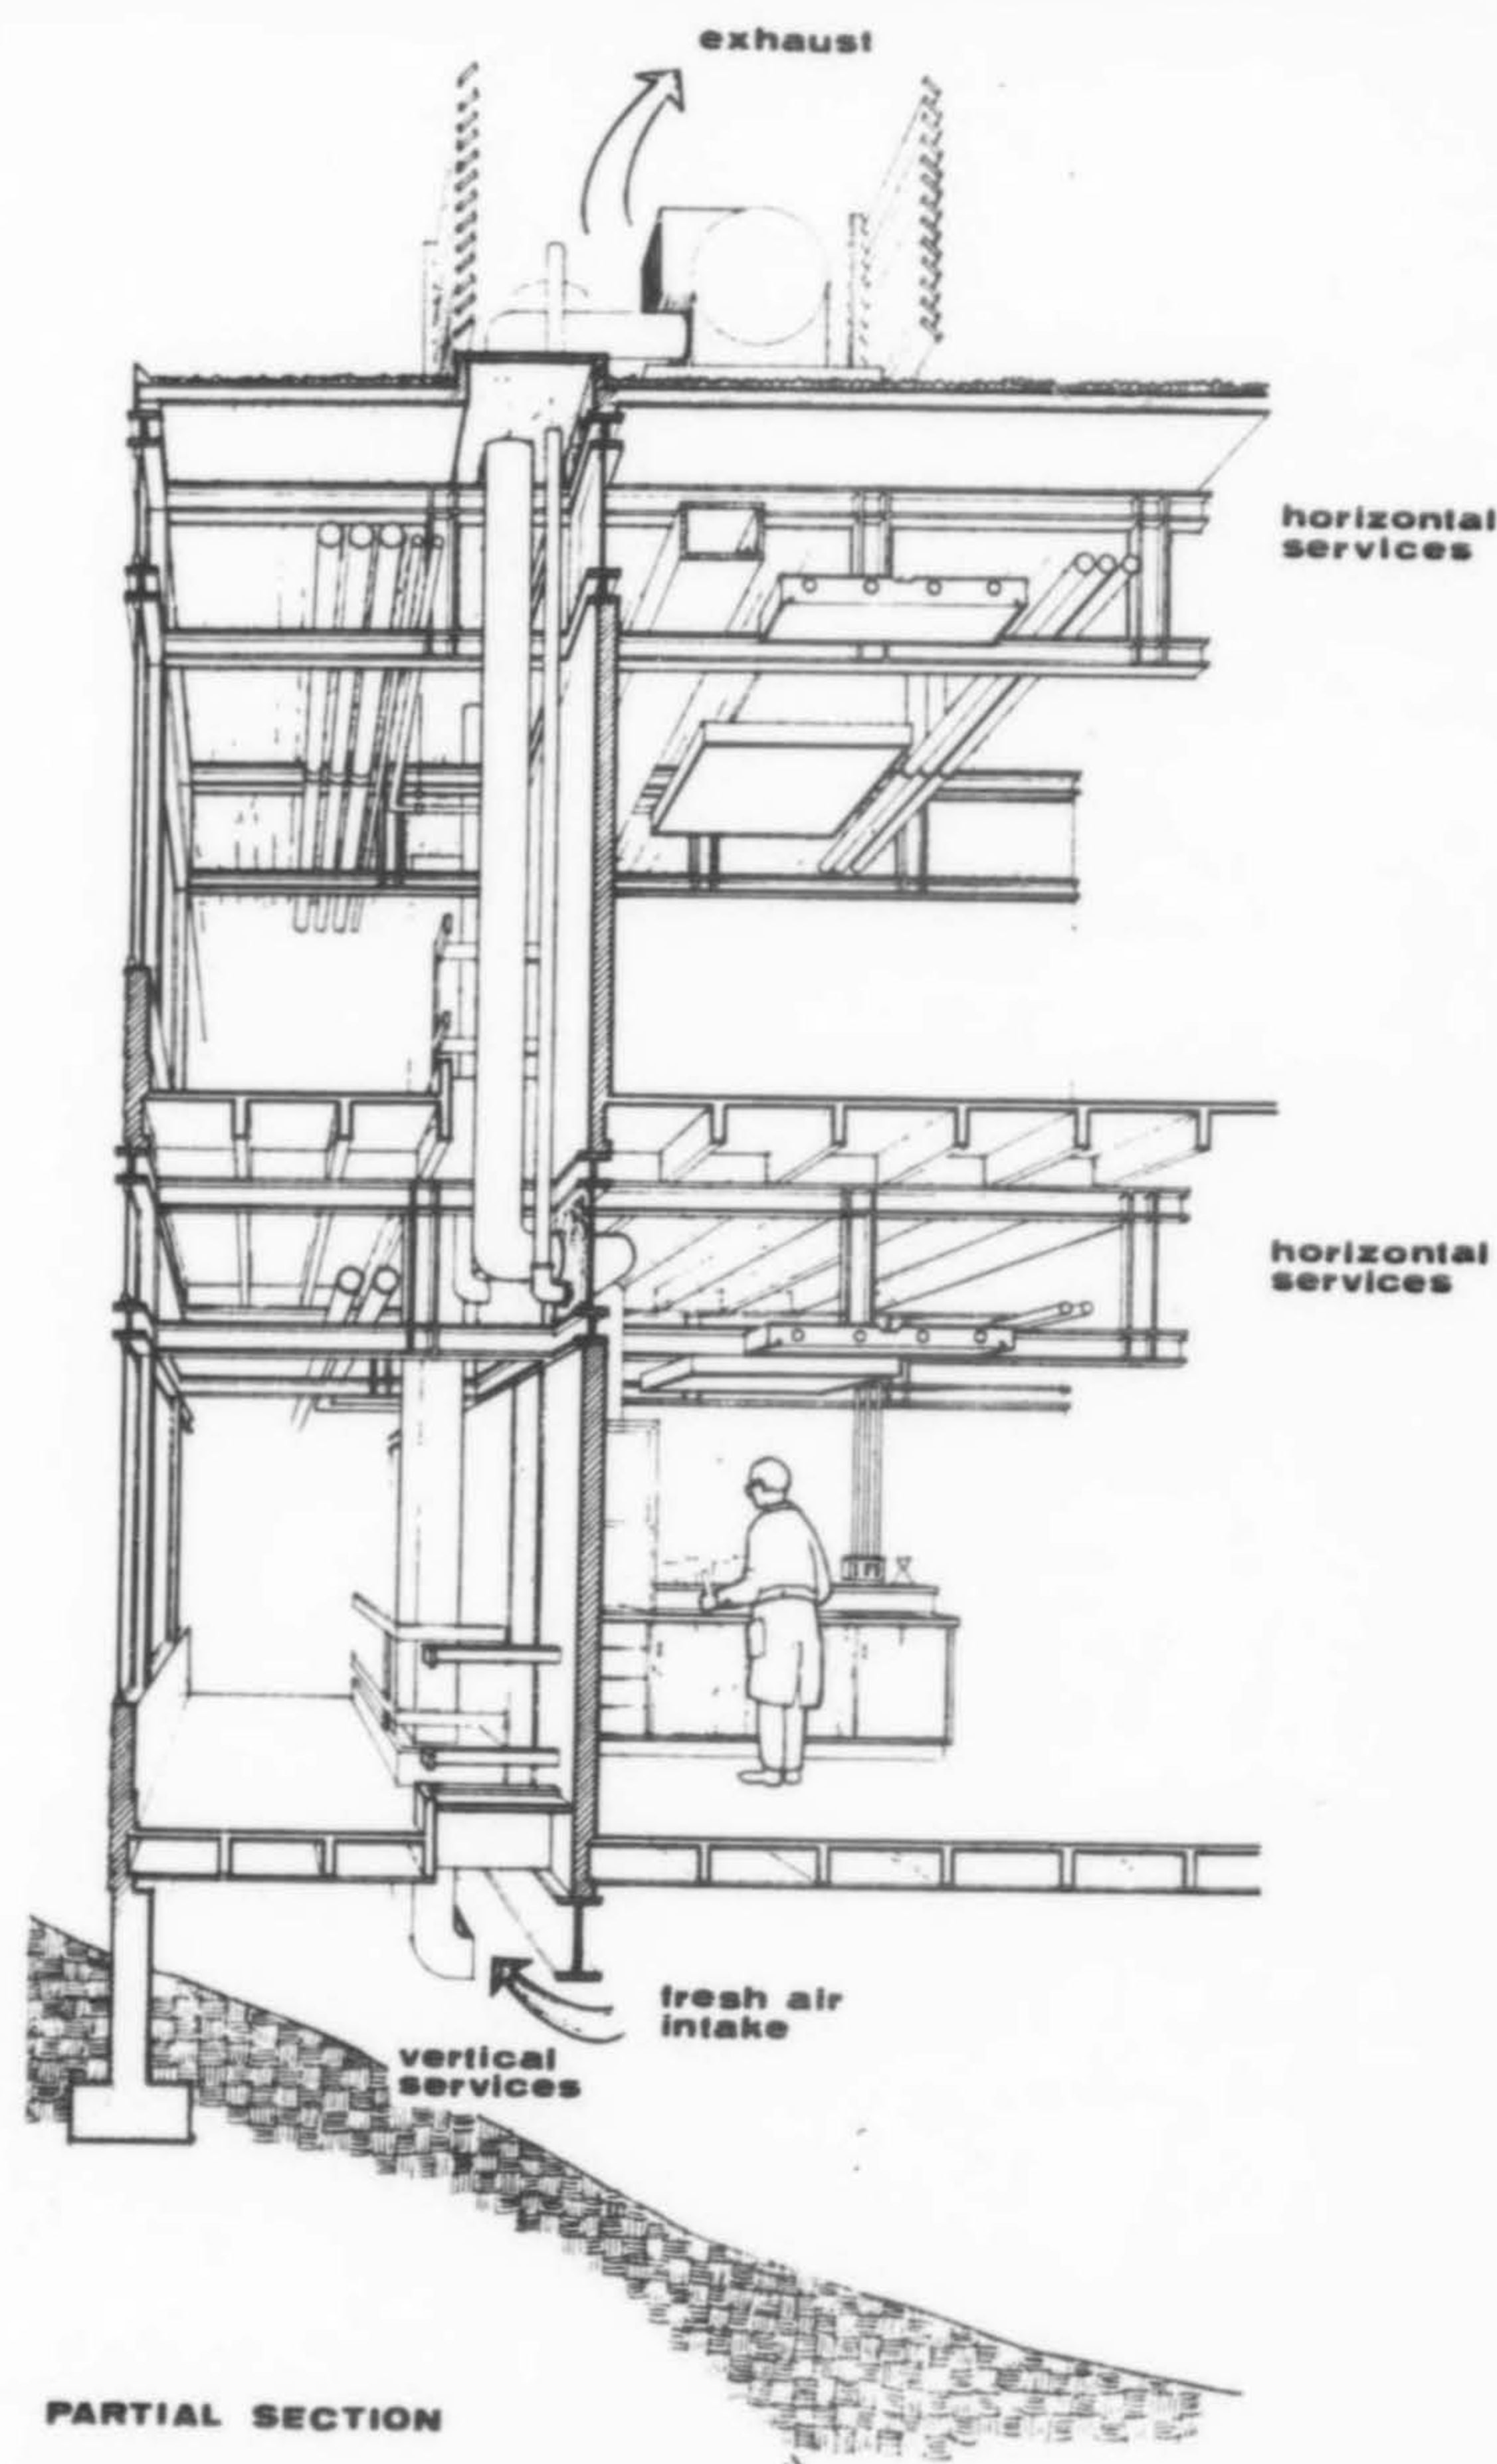 exhaust
horizontal
services
horizontal
services
fresh air
intake
vertical
services
PARTIAL SECTION